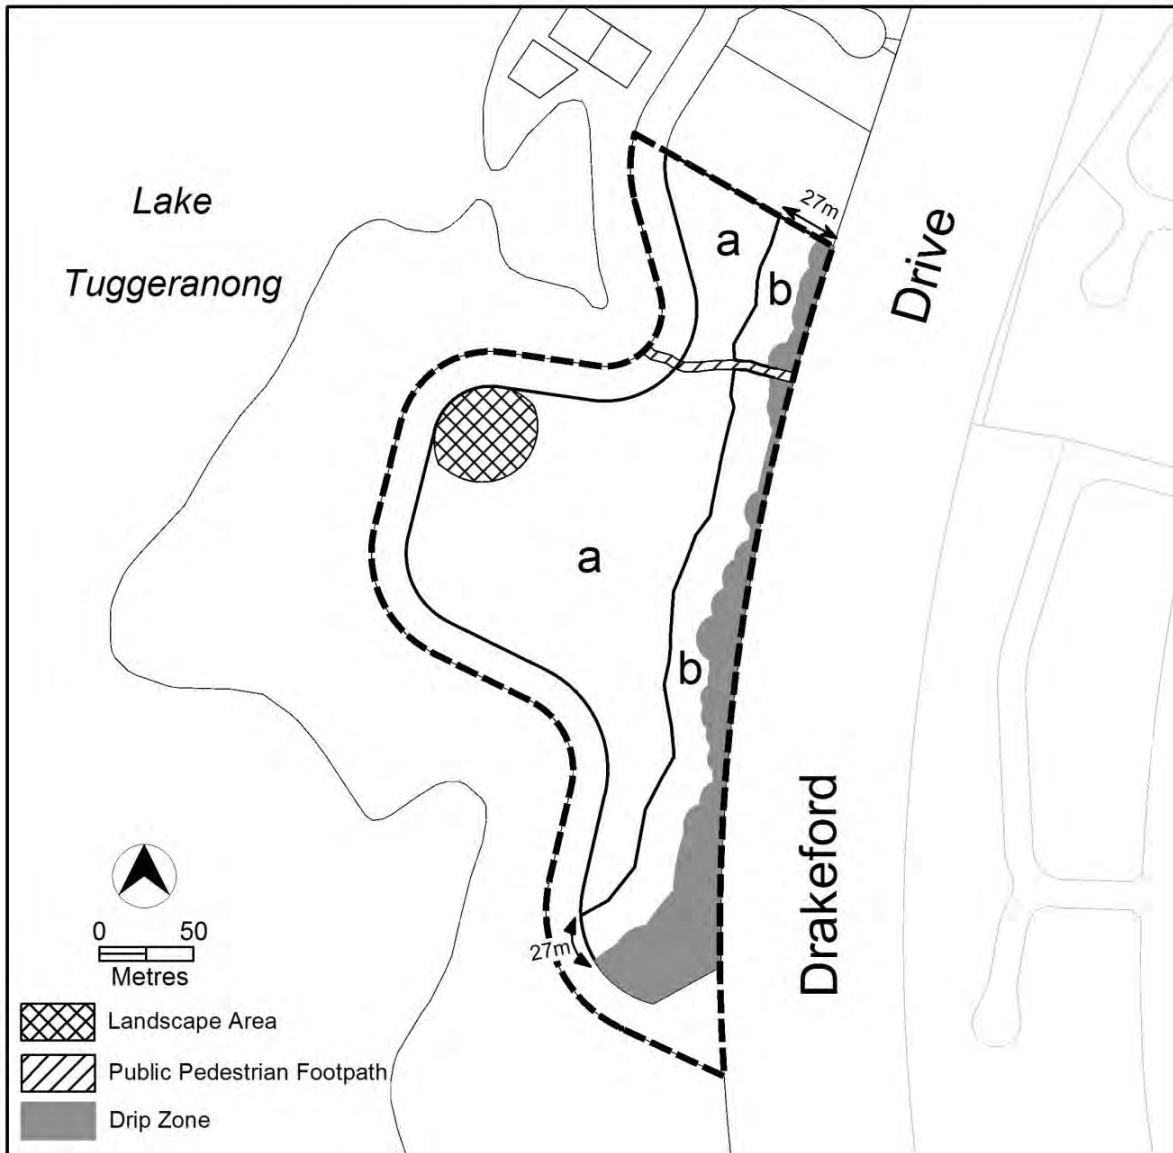 Lake
Tuggeranong
27m
a
b
Drive
a
b
Drakeford
27m
0 50
Metres
Landscape Area
Public Pedestrian Footpath
Drip Zone